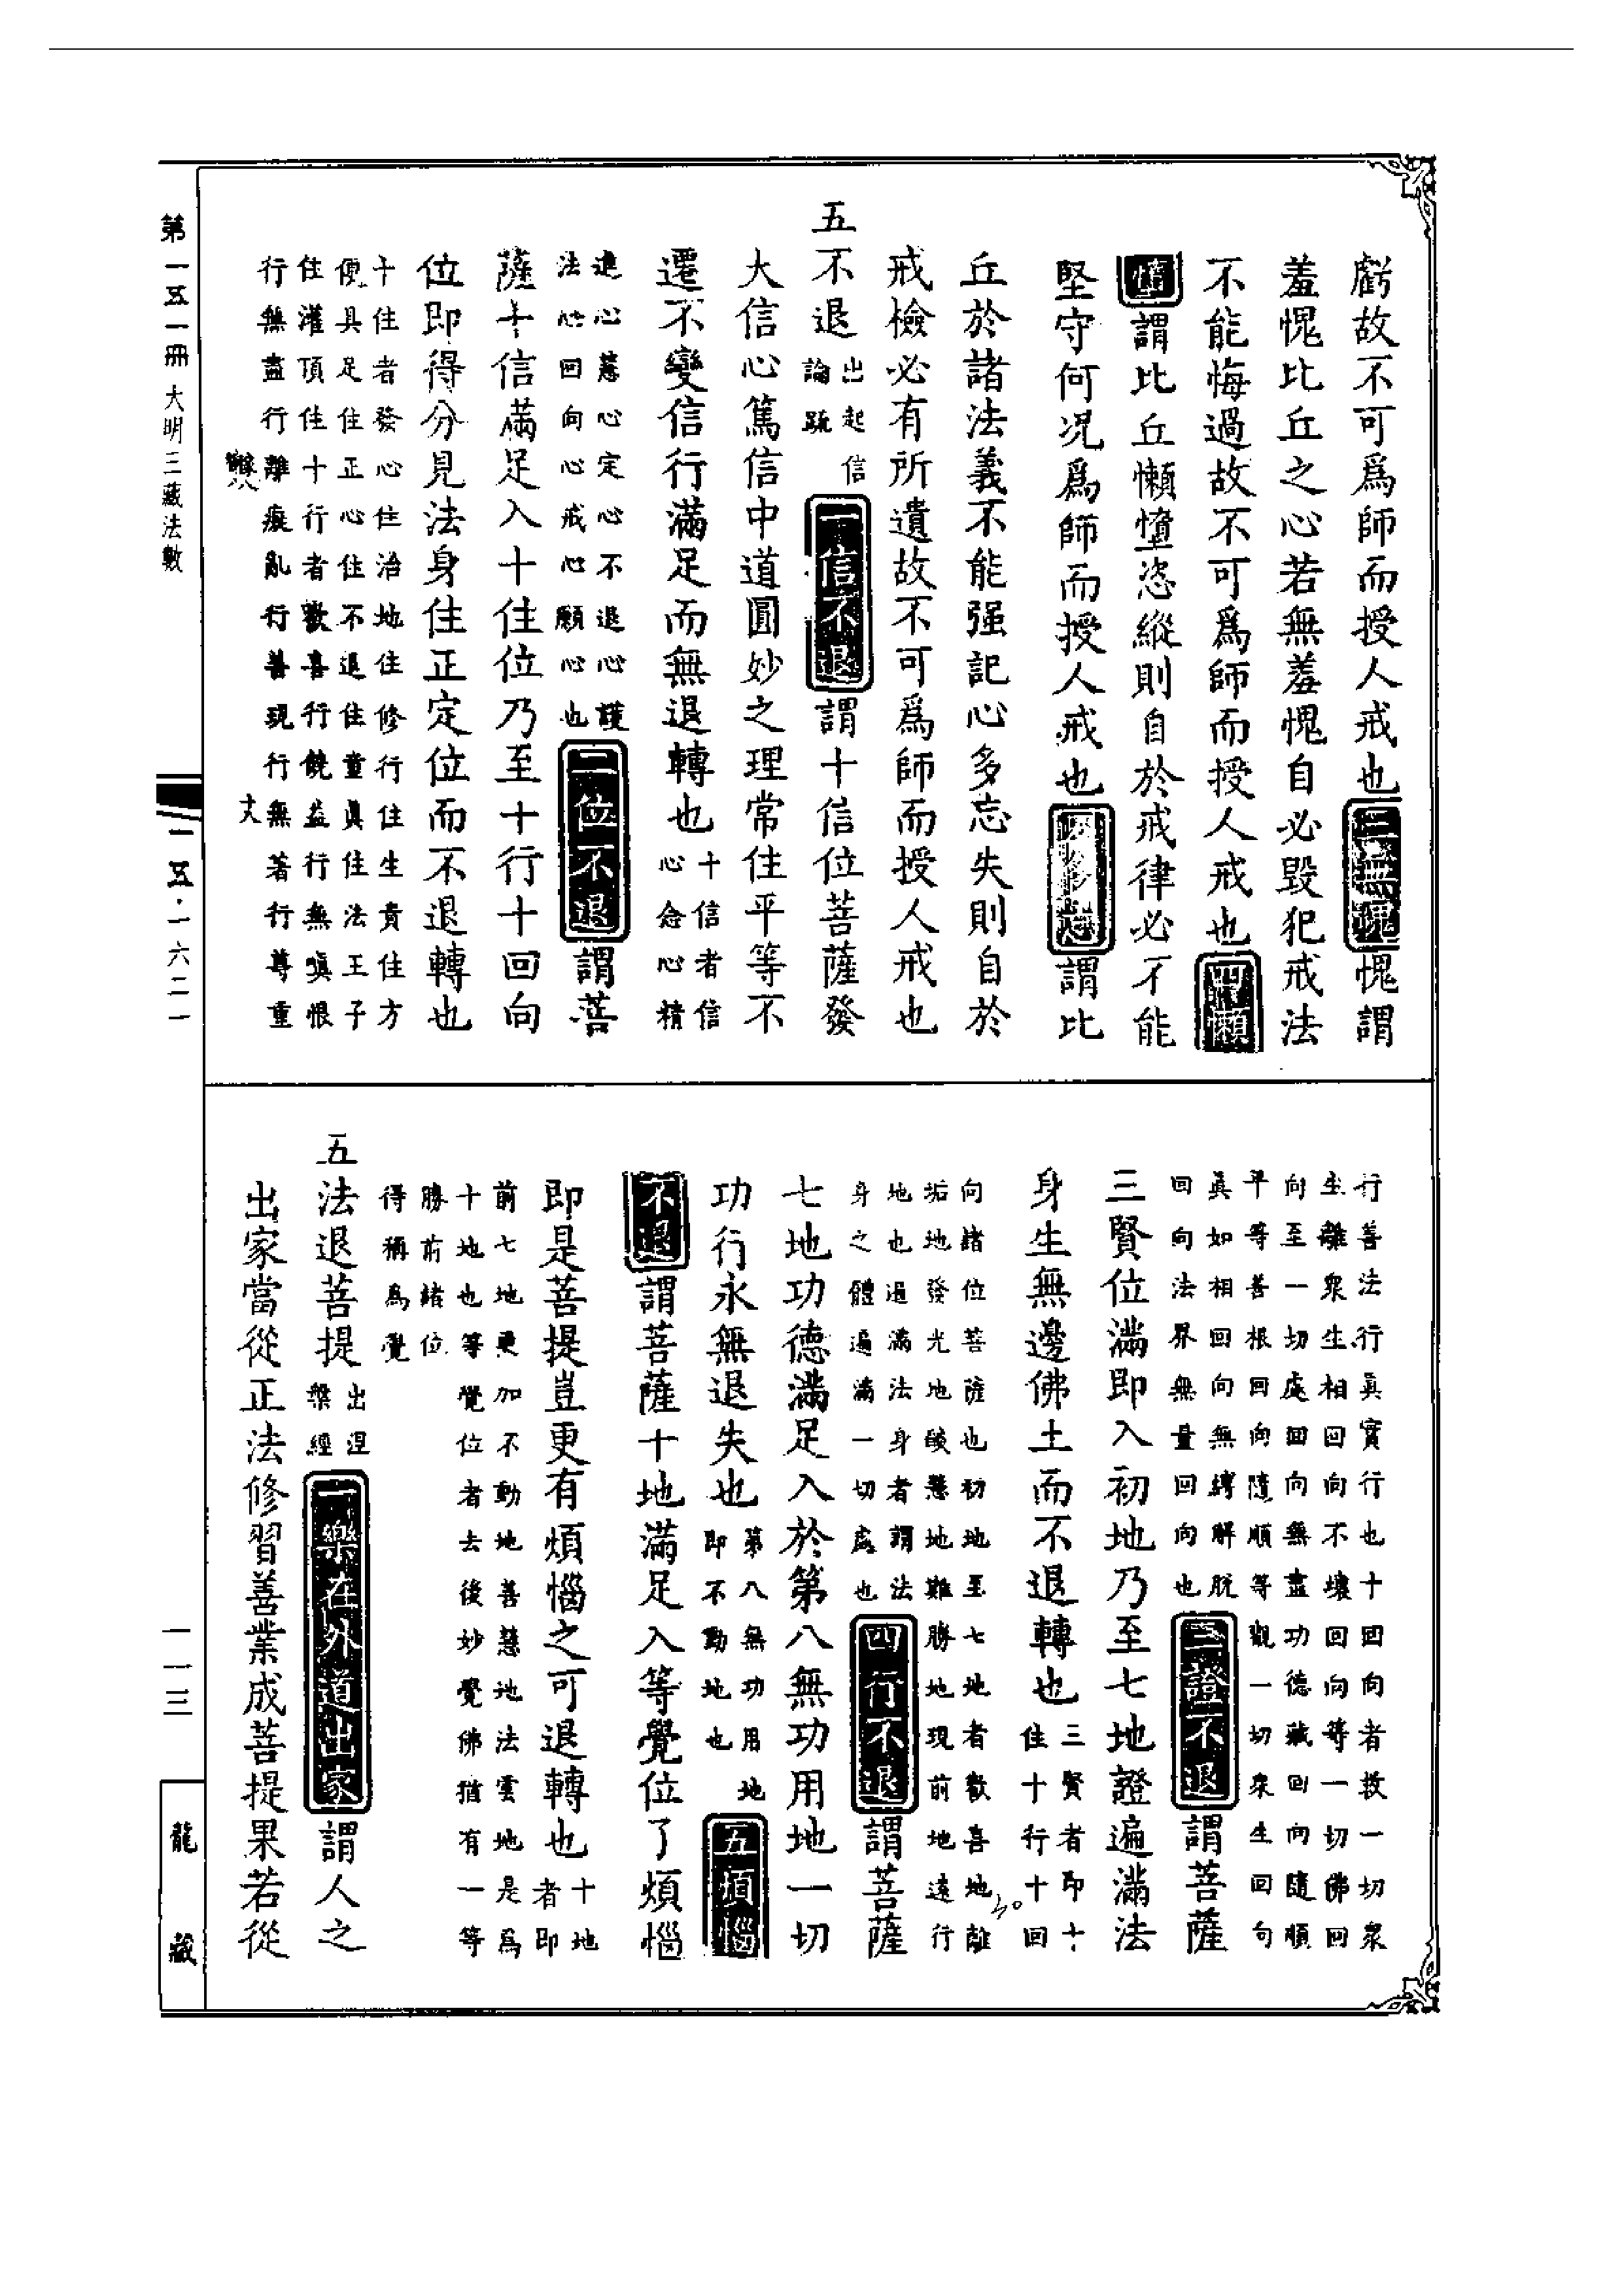 虧故不可為師而授人戒也三無愧愧謂
羞愧比丘之心若無羞愧自必毀犯戒法
不能悔過故不可為師而授人戒也四懶
憻謂比丘懶憻恣縱則自於戒律必不能
堅守何況為師而授人戒也五多忘謂比
丘於諸法義不能强記心多忘失則自於
戒檢必有所遺故不可為師而授人戒也
五不退出起信論疏一信不退謂十信位菩薩發
大信心篤信中道圓妙之理常住平等不
遷不變信行滿足而無退轉也十信者信心念心精
進心慧心定心不退心護法心回向心戒心願心也二位不退謂菩
薩十信滿足入十住位乃至十行十回向
位即得分見法身住正定位而不退轉也
十住者發心住治地住修行住生貴住方
便具足住正心住不退住童真住法王子
住灌頂住十行者歡喜行饒益行無嗔恨
行無盡行離癡亂行善現行無著行尊重
行善法行真實行也十回向者救一切眾
生離眾生相回向不壞回向等一切佛回
向至一切處回向無盡功德藏回向隨順
平等善根回向隨順等觀一切眾生回向
真如相回向無縛解脫
回向法界無量回向也三證不退謂菩薩
三賢位滿即入初地乃至七地證遍滿法
身生無邊佛土而不退轉也三賢者即十住十行十回
向諸位菩薩也初地至七地者歡喜地離
垢地發光地燄慧地難勝地現前地遠行
地也遍滿法身者謂法
身之體遍滿一切處也四行不退謂菩薩
七地功德滿足入於第八無功用地一切
功行永無退失也第八無功用地即不動地也五煩惱
不退謂菩薩十地滿足入等覺位了煩惱
即是菩提豈更有煩惱之可退轉也十地者即
前七地更加不動地善慧地法雲地是為
十地也等覺位者去後妙覺佛猶有一等
勝前諸位
得稱為覺
五法退菩提出涅槃經一樂在外道出家謂人之
出家當從正法修習善業成菩提果若從
第一五一冊 大明三藏法數
一五·一六二一
一一三
龍藏